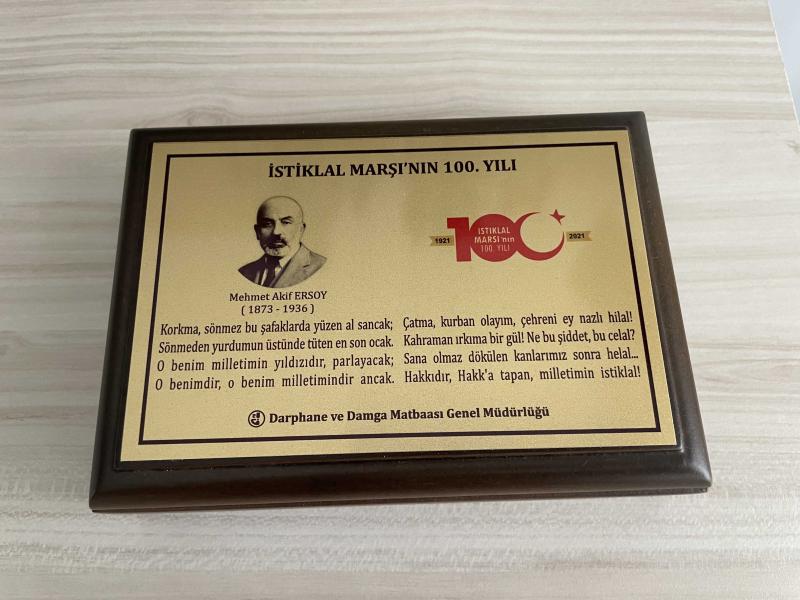 İSTİKLAL MARŞI'NIN 100. YILI
Mehmet Akif ERSOY
( 1873 - 1936 )
1921
100
İSTİKLAL
MARŞI'nın
100. YILI
2021
Korkma, sönmez bu şafaklarda yüzen al sancak;
Sönmeden yurdumun üstünde tüten en son ocak.
O benim milletimin yıldızıdır, parlayacak;
O benimdir, o benim milletimindir ancak.
Çatma, kurban olayım, çehreni ey nazlı hilal!
Kahraman ırkıma bir gül! Ne bu şiddet, bu celal?
Sana olmaz dökülen kanlarımız sonra helal...
Hakkıdır, Hakk'a tapan, milletimin istiklal!
Darphane ve Damga Matbaası Genel Müdürlüğü